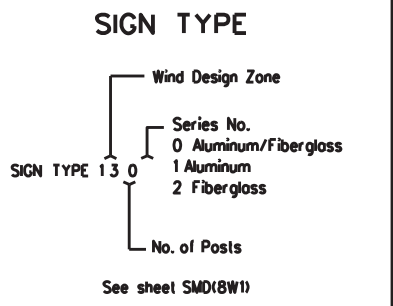 SIGN TYPE
Wind Design Zone
Series No.
0 Aluminum/Fiberglass
1 Aluminum
2 Fiberglass
SIGN TYPE 1 3 0
No. of Posts
See sheet SMD(8W1)